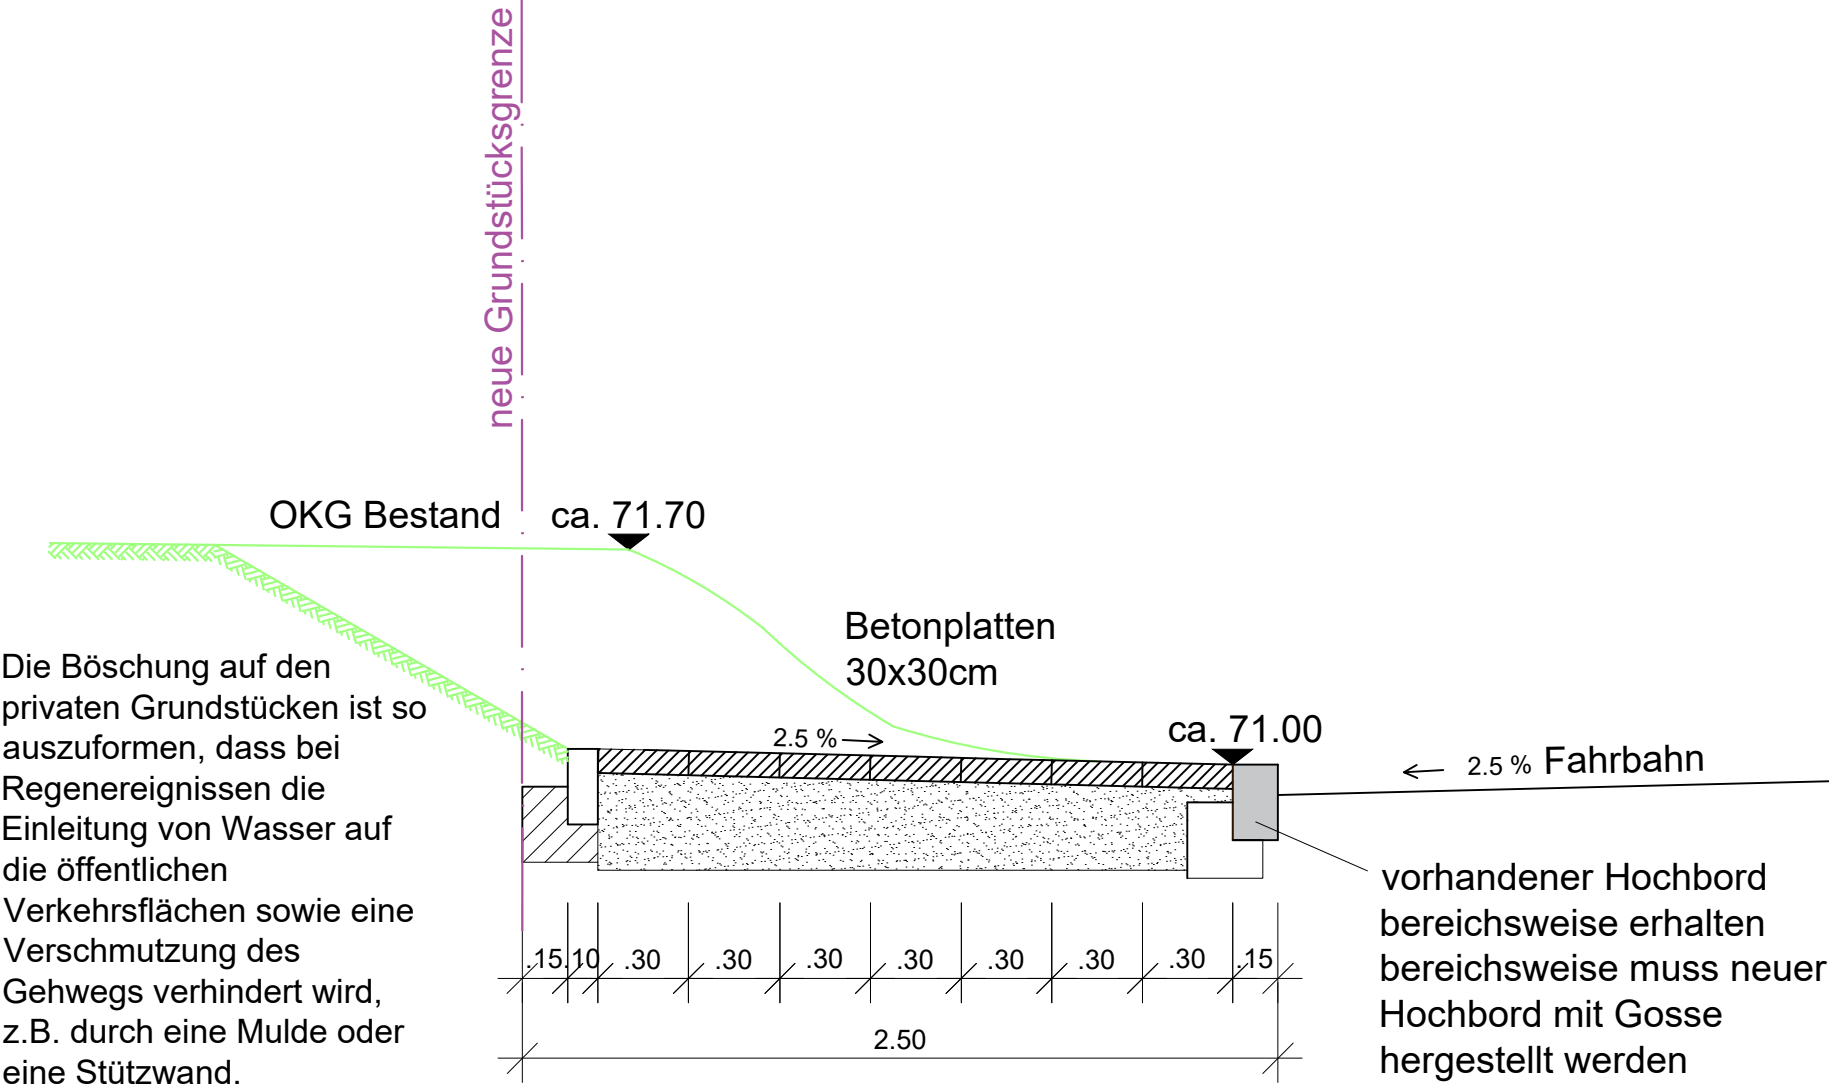 neue Grundstücksgrenze
OKG Bestand
ca. 71.70
Betonplatten
30x30cm
2.5 %
ca. 71.00
2.5 % Fahrbahn
Die Böschung auf den
privaten Grundstücken ist so
auszuformen, dass bei
Regenereignissen die
Einleitung von Wasser auf
die öffentlichen
Verkehrsflächen sowie eine
Verschmutzung des
Gehwegs verhindert wird,
z.B. durch eine Mulde oder
eine Stützwand.
vorhandener Hochbord
bereichsweise erhalten
bereichsweise muss neuer
Hochbord mit Gosse
hergestellt werden
.15 .10 .30 .30 .30 .30 .30 .30 .30 .15
2.50